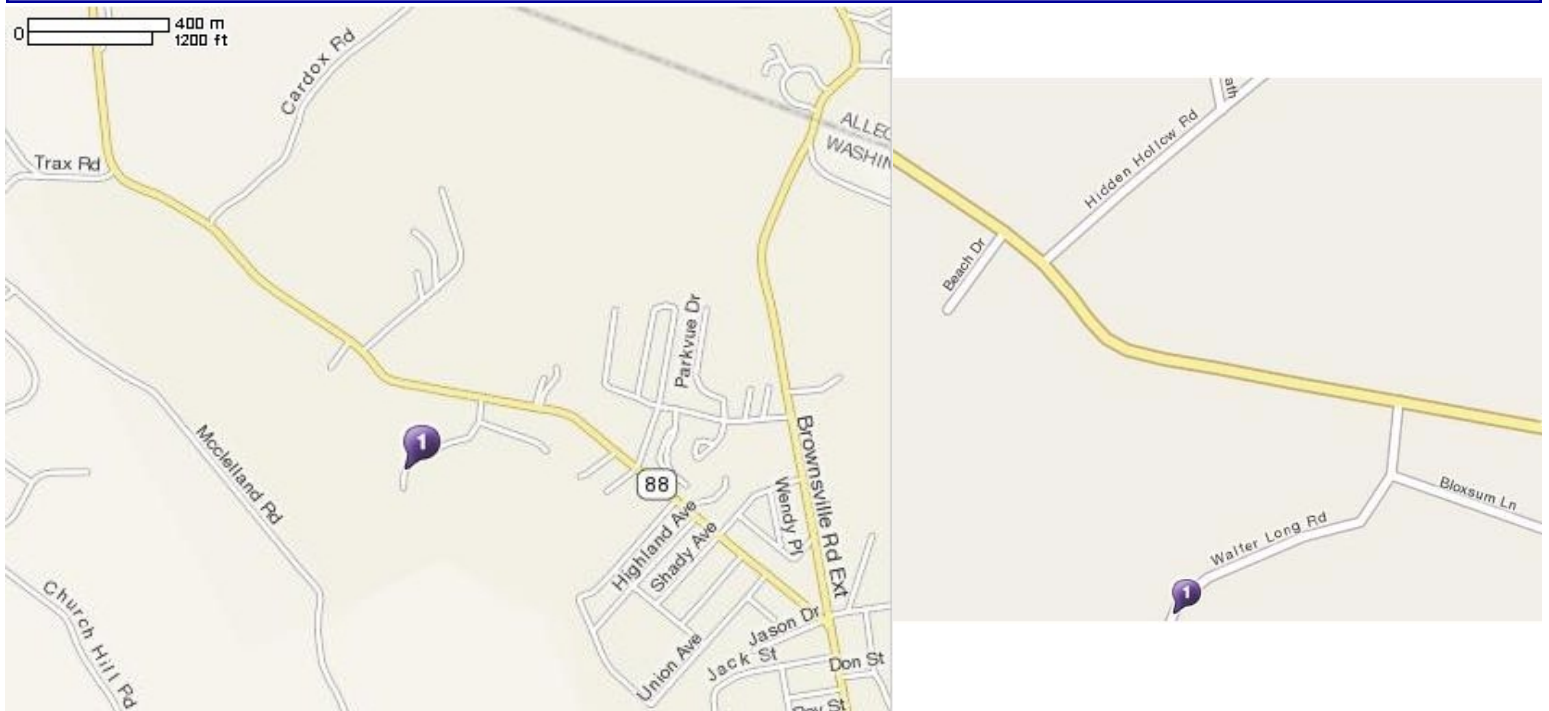 0
400 m
1200 ft
Cardox Rd
Trax Rd
ALLEG
WASHIN
Parkvue Dr
1
Mcclelland Rd
88
Brownsville Rd Ext
Wendy Pl
Highland Ave
Shady Ave
Church Hill Rd
Union Ave
Jason Dr
Jack St
Don St
Hidden Hollow Rd
ath
Beach Dr
Bloxsum Ln
Walter Long Rd
1